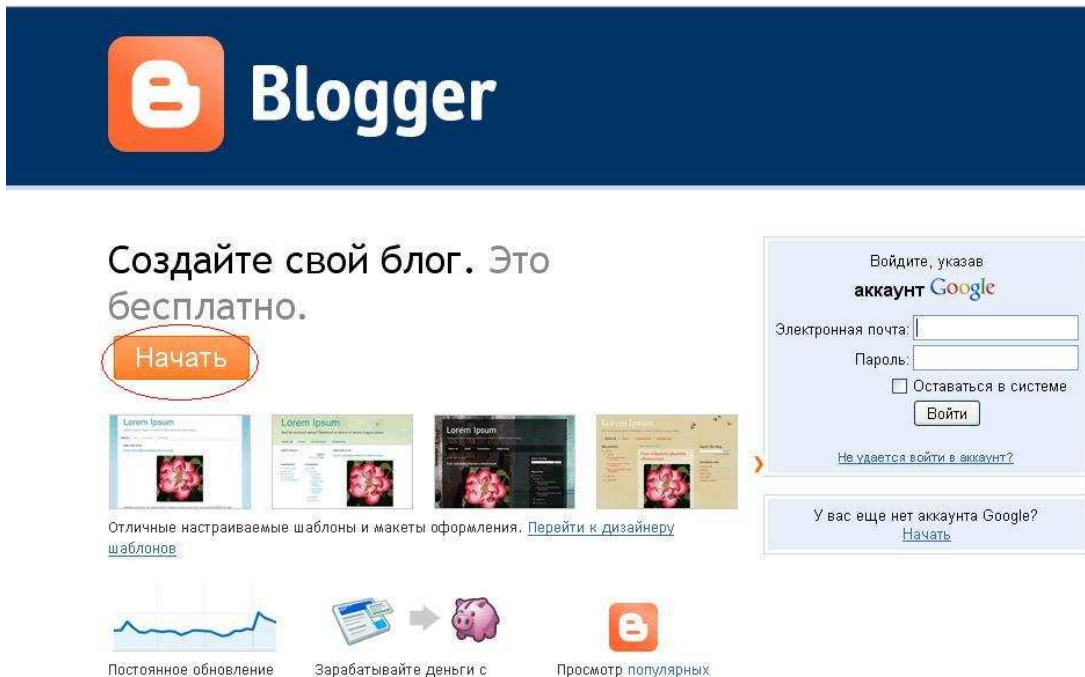 Blogger
Создайте свой блог. Это
бесплатно.
Начать
Lorem Ipsum
Lorem Ipsum
Lorem Ipsum
Lorem Ipsum
Отличные настраиваемые шаблоны и макеты оформления. Перейти к дизайнеру
шаблонов
Постоянное обновление
Зарабатывайте деньги с
Просмотр популярных
Войдите, указав
аккаунт Google
Электронная почта:
Пароль:
Оставаться в системе
Войти
Не удается войти в аккаунт?
У вас еще нет аккаунта Google?
Начать